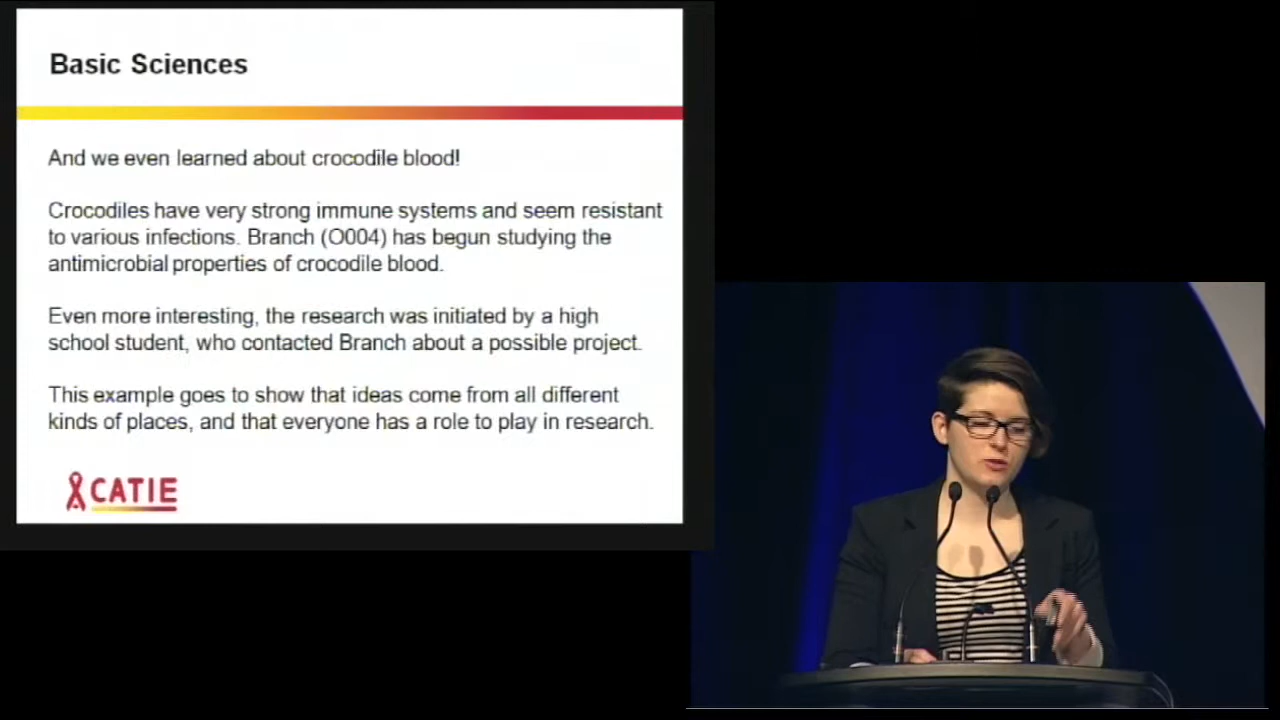 Basic Sciences
And we even learned about crocodile blood!
Crocodiles have very strong immune systems and seem resistant
to various infections. Branch (O004) has begun studying the
antimicrobial properties of crocodile blood.
Even more interesting, the research was initiated by a high
school student, who contacted Branch about a possible project.
This example goes to show that ideas come from all different
kinds of places, and that everyone has a role to play in research.
CATIE